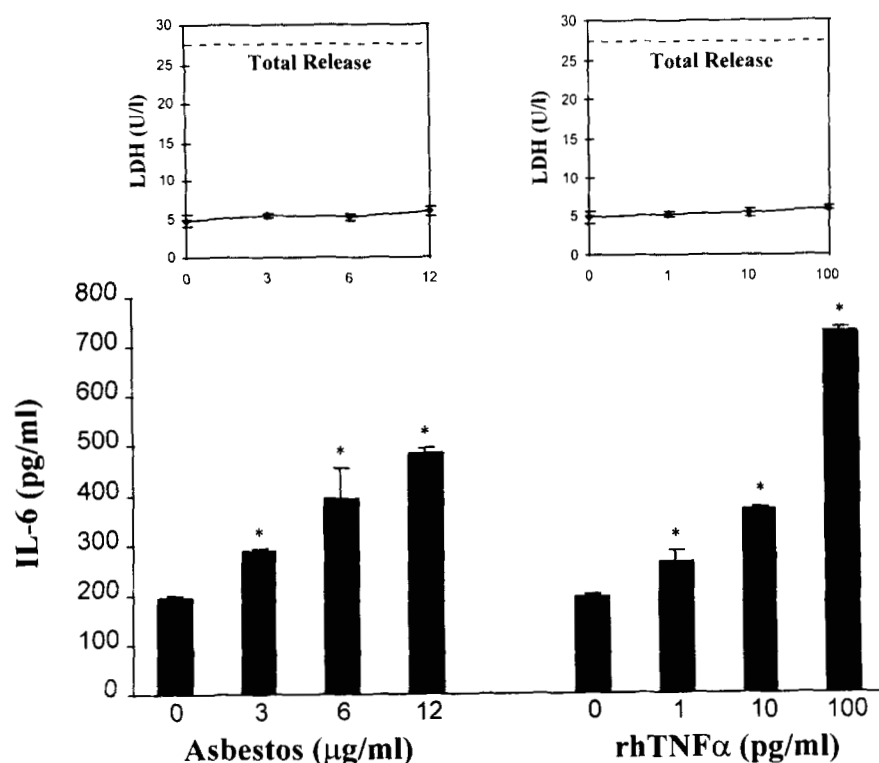 30
25
20
15
10
5
0
LDH (U/l)
Total Release
0 3 6 12
30
25
20
15
10
5
0
LDH (U/l)
Total Release
0 1 10 100
800
700
600
500
400
300
200
100
0
IL-6 (pg/ml)
* * *
* * *
0 3 6 12
Asbestos (μg/ml)
0 1 10 100
rhTNFα (pg/ml)